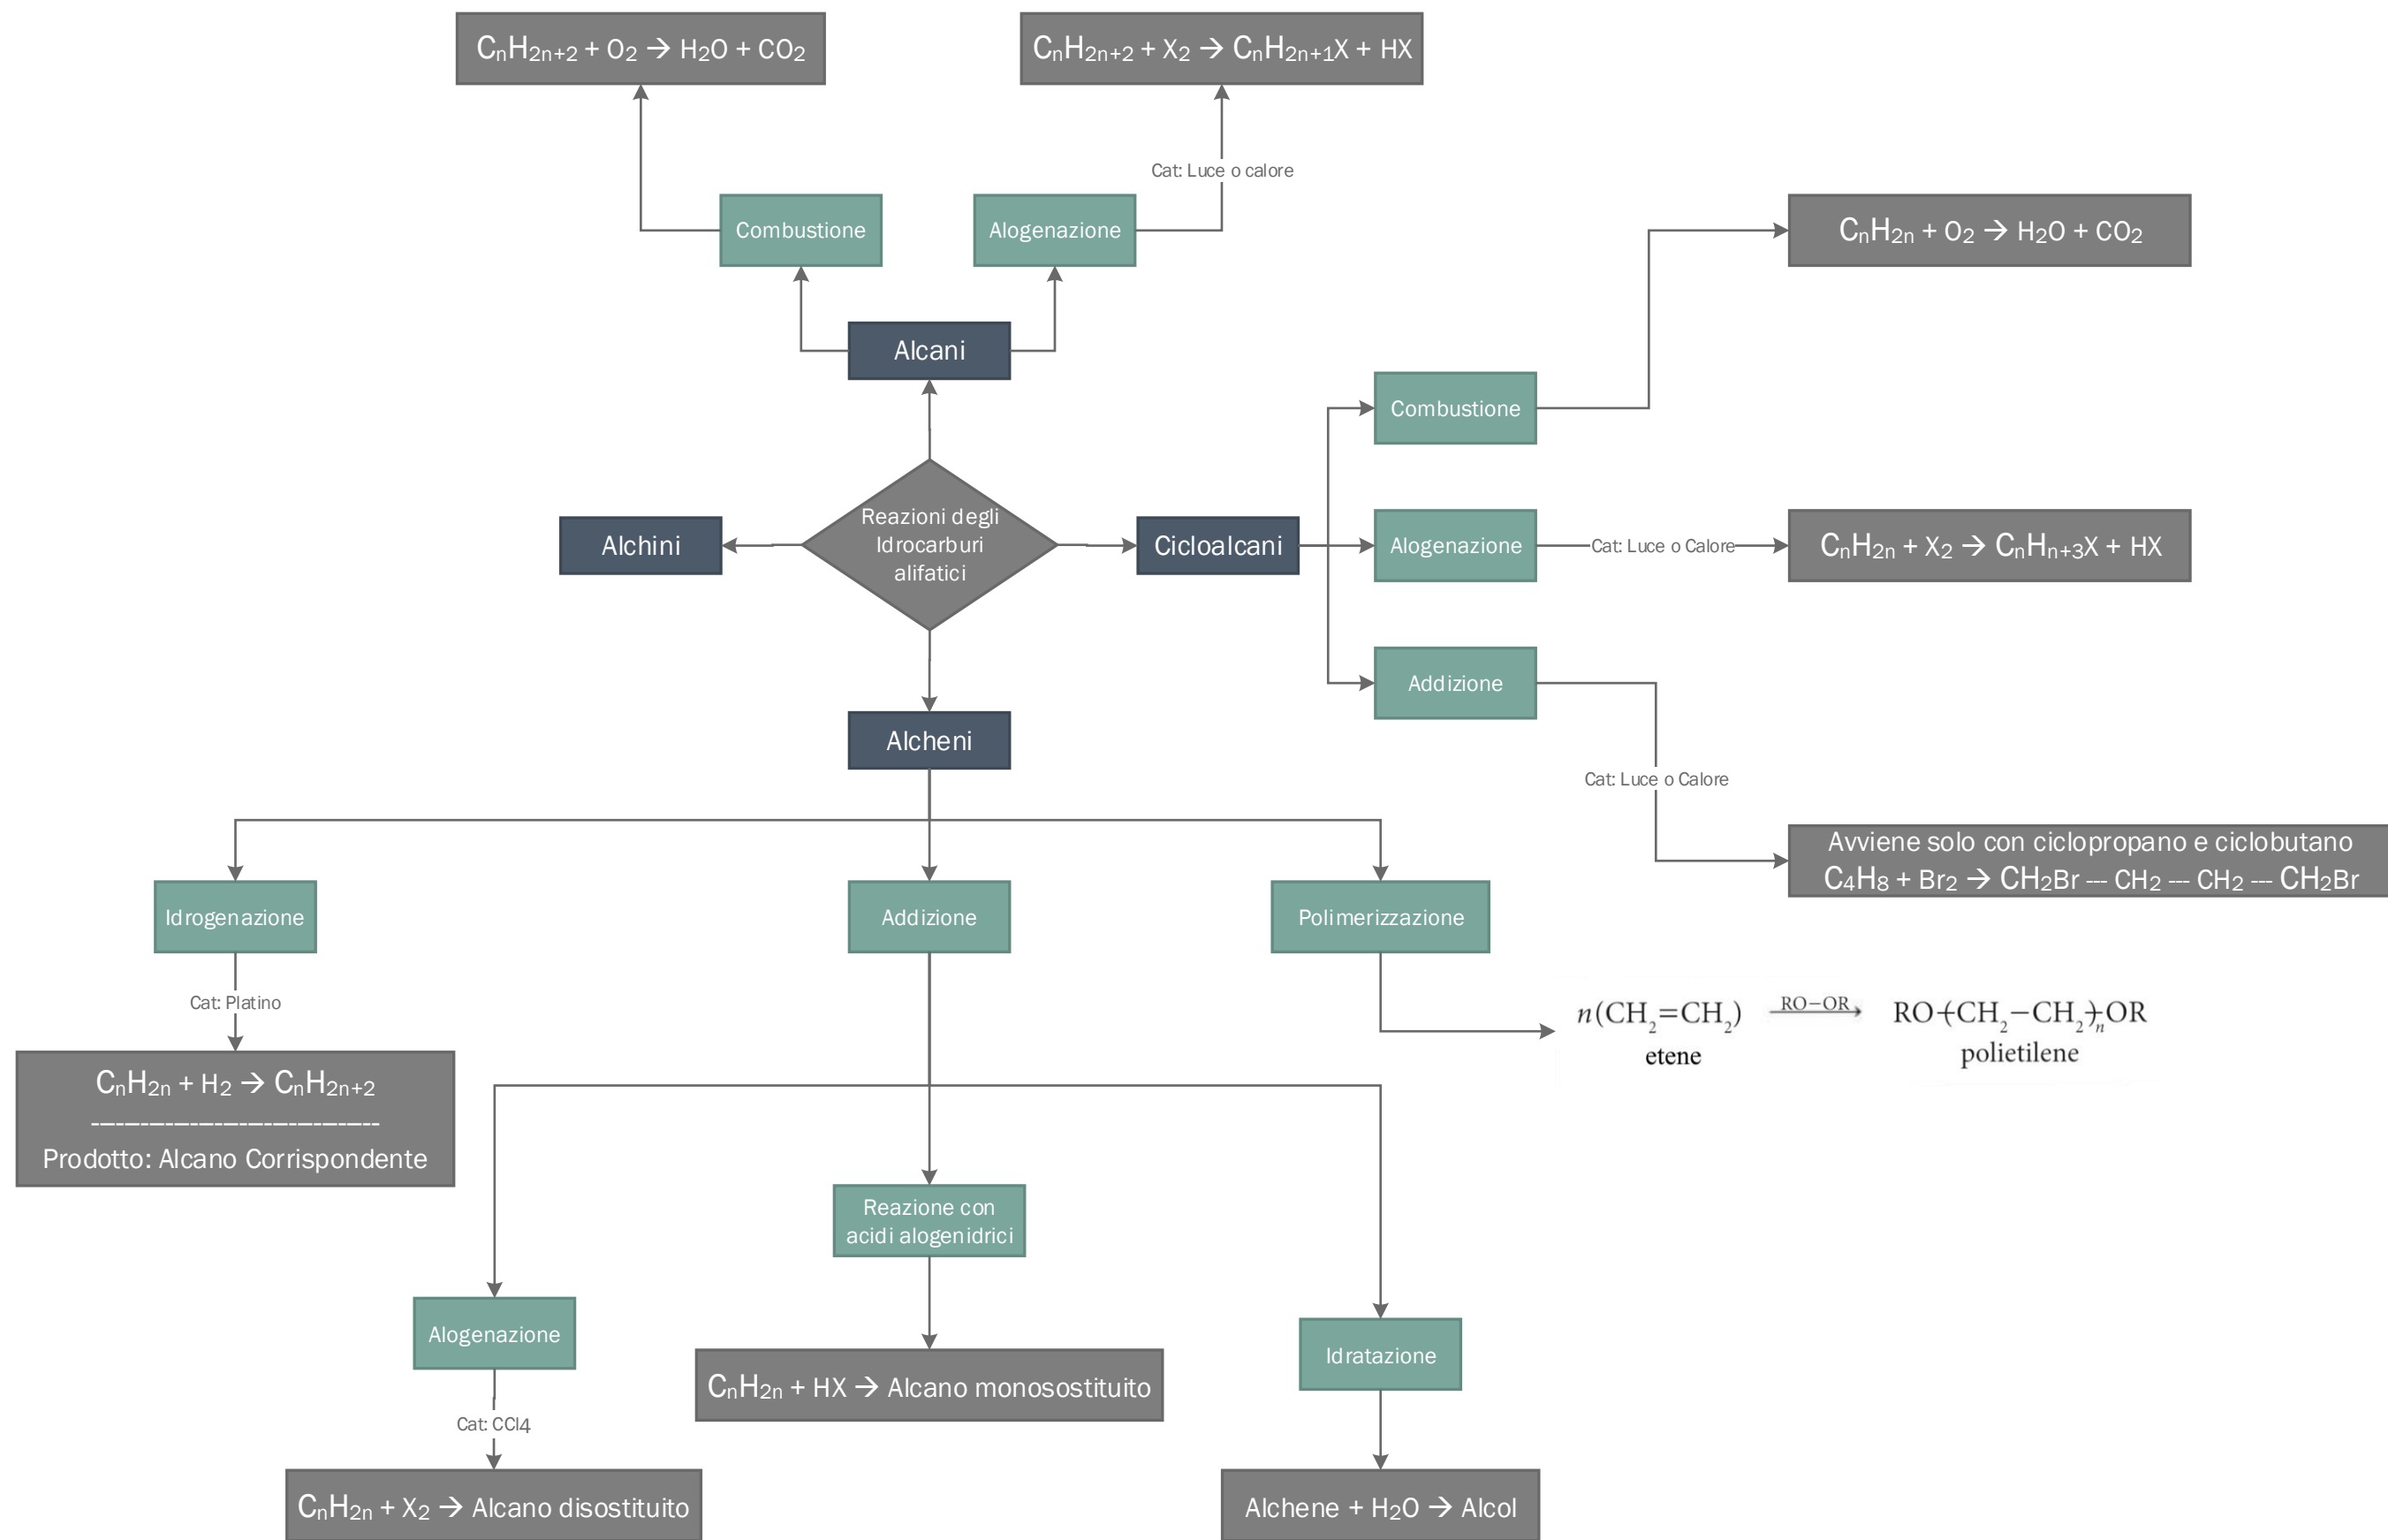 CₙH₂ₙ₊₂ + O₂ → H₂O + CO₂
CₙH₂ₙ₊₂ + X₂ → CₙH₂ₙ₊₁X + HX
Cat: Luce o calore
Combustione
Alogenazione
CₙH₂ₙ + O₂ → H₂O + CO₂
Alcani
Combustione
Reazioni degli
Idrocarburi
alifatici
Alchini
Cicloalcani
Alogenazione
Cat: Luce o Calore
CₙH₂ₙ + X₂ → CₙHₙ₊₃X + HX
Addizione
Alcheni
Cat: Luce o Calore
Avviene solo con ciclopropano e ciclobutano
C₄H₈ + Br₂ → CH₂Br --- CH₂ --- CH₂ --- CH₂Br
Idrogenazione
Addizione
Polimerizzazione
Cat: Platino
n(CH₂=CH₂) RO−OR→ RO-(CH₂−CH₂)-ₙOR
etene
polietilene
CₙH₂ₙ + H₂ → CₙH₂ₙ₊₂
-----------------------------------
Prodotto: Alcano Corrispondente
Reazione con
acidi alogenidrici
Alogenazione
Idratazione
CₙH₂ₙ + HX → Alcano monosostituito
Cat: CCl4
CₙH₂ₙ + X₂ → Alcano disostituito
Alchene + H₂O → Alcol